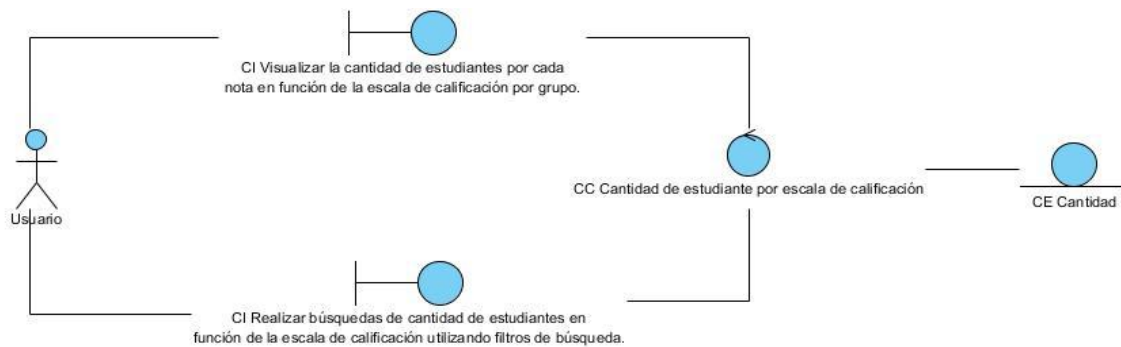 CI Visualizar la cantidad de estudiantes por cada
nota en función de la escala de calificación por grupo.
Usuario
CC Cantidad de estudiante por escala de calificación
CE Cantidad
CI Realizar búsquedas de cantidad de estudiantes en
función de la escala de calificación utilizando filtros de búsqueda.